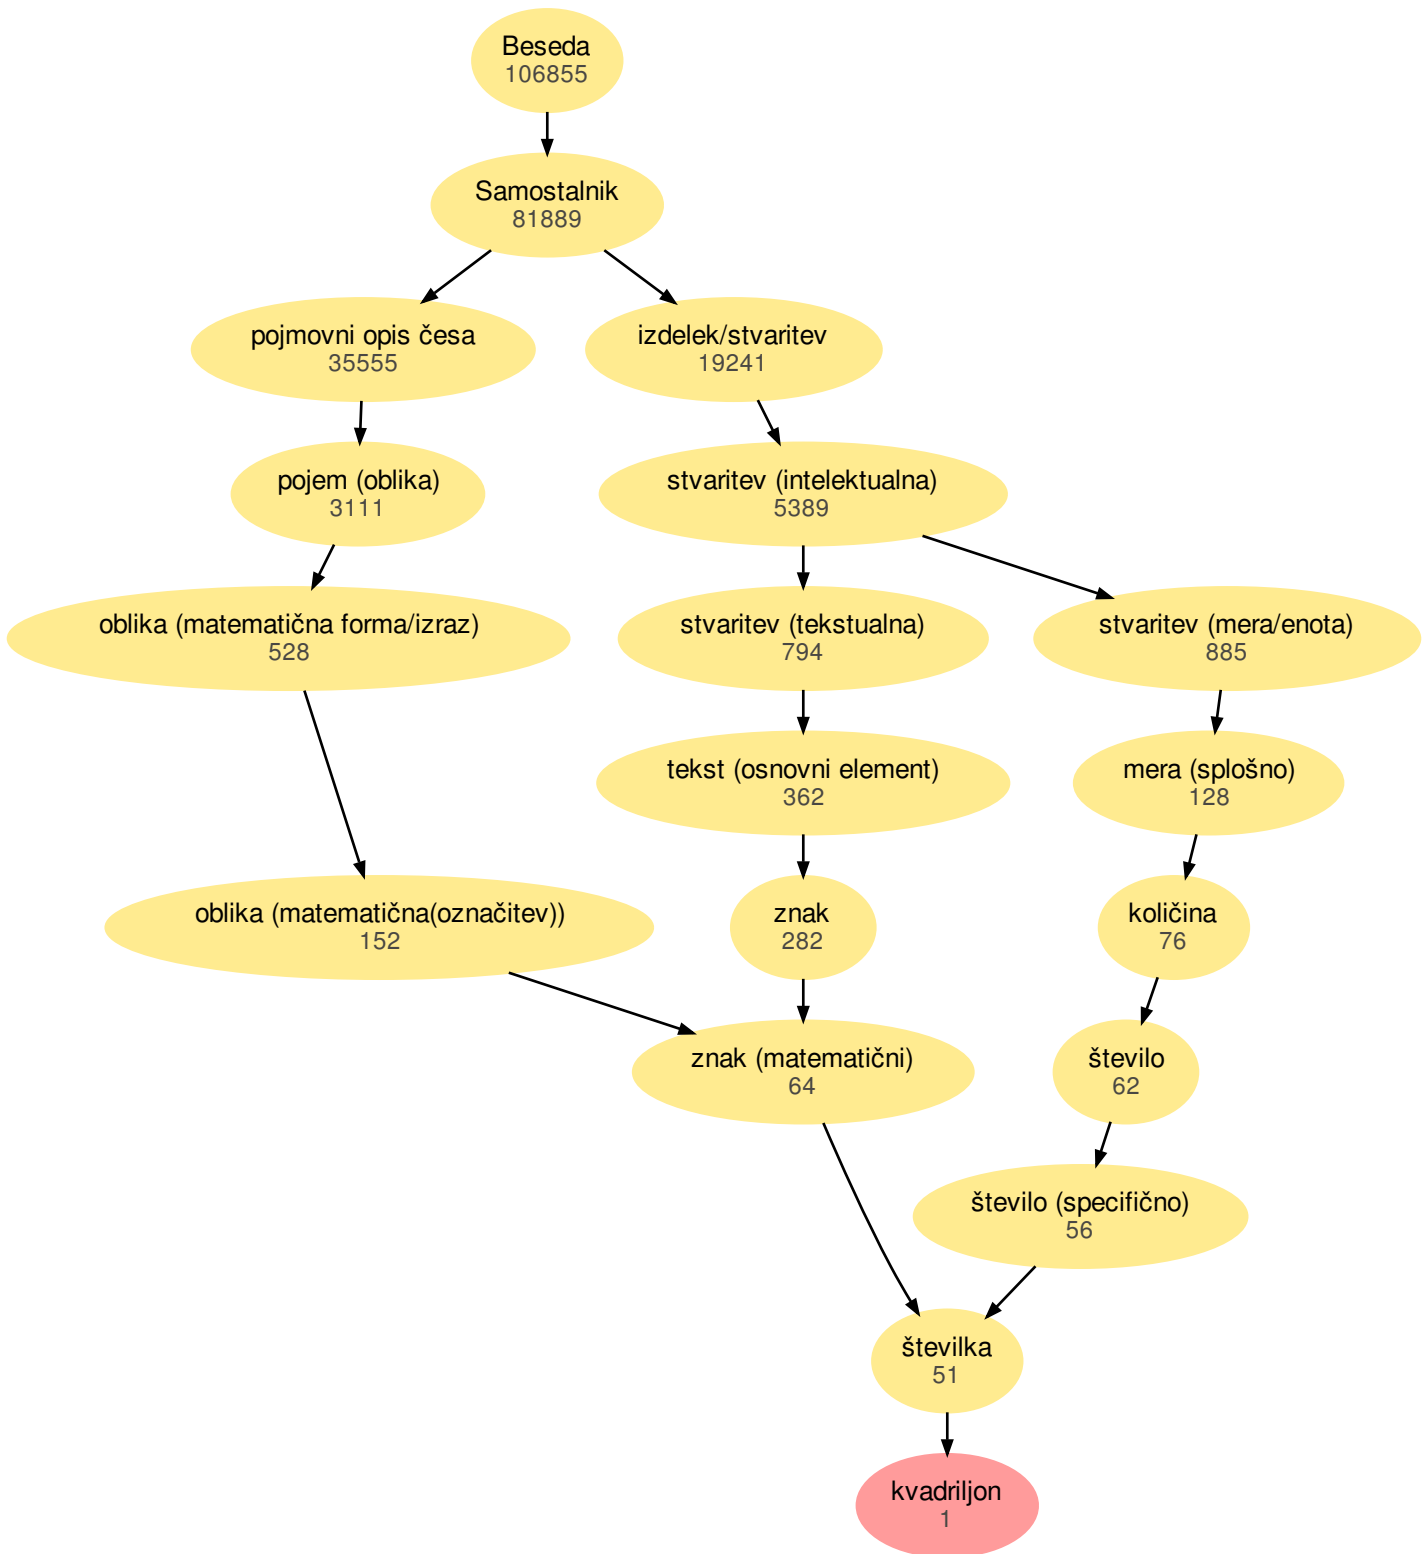 Beseda
106855
Samostalnik
81889
pojmovni opis česa
35555
izdelek/stvaritev
19241
pojem (oblika)
3111
stvaritev (intelektualna)
5389
oblika (matematična forma/izraz)
528
stvaritev (tekstualna)
794
stvaritev (mera/enota)
885
tekst (osnovni element)
362
mera (splošno)
128
oblika (matematična(označitev))
152
znak
282
količina
76
znak (matematični)
64
število
62
število (specifično)
56
številka
51
kvadriljon
1